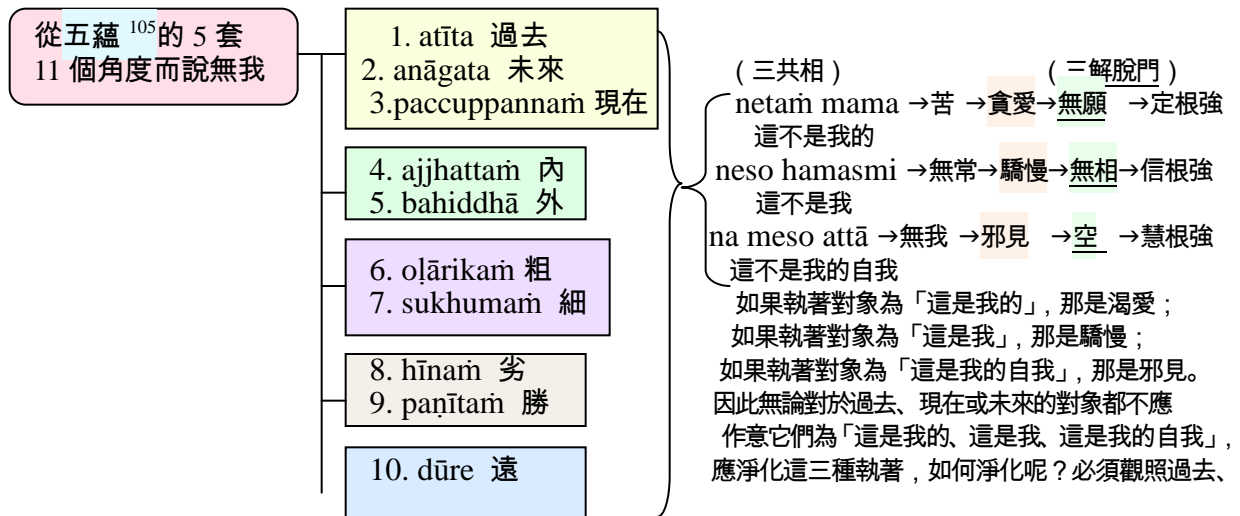 從五蘊 105的 5 套
11 個角度而說無我
1. atīta 過去
2. anāgata 未來
3.paccuppannaṁ 現在
4. ajjhattaṁ 內
5. bahiddhā 外
6. oḷārikaṁ 粗
7. sukhumaṁ 細
8. hīnaṁ 劣
9. paṇītaṁ 勝
10. dūre 遠
(三共相) (三解脫門)
netaṁ mama →苦 →貪愛→無願 →定根強
這不是我的
neso hamasmi →無常→驕慢→無相→信根強
這不是我
na meso attā →無我 →邪見 →空 →慧根強
這不是我的自我
如果執著對象為「這是我的」, 那是渴愛;
如果執著對象為「這是我」, 那是驕慢;
如果執著對象為「這是我的自我」, 那是邪見。
因此無論對於過去、現在或未來的對象都不應
作意它們為「這是我的、這是我、這是我的自我」,
應淨化這三種執著,如何淨化呢?必須觀照過去、